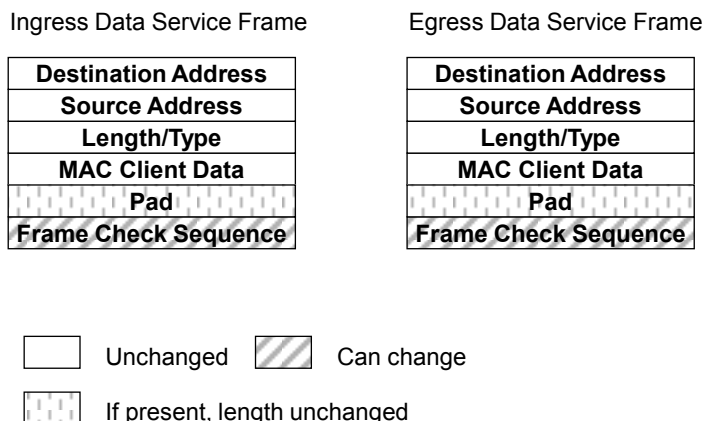 Ingress Data Service Frame
Egress Data Service Frame
Destination Address
Source Address
Length/Type
MAC Client Data
Pad
Frame Check Sequence
Destination Address
Source Address
Length/Type
MAC Client Data
Pad
Frame Check Sequence
Unchanged
Can change
If present, length unchanged